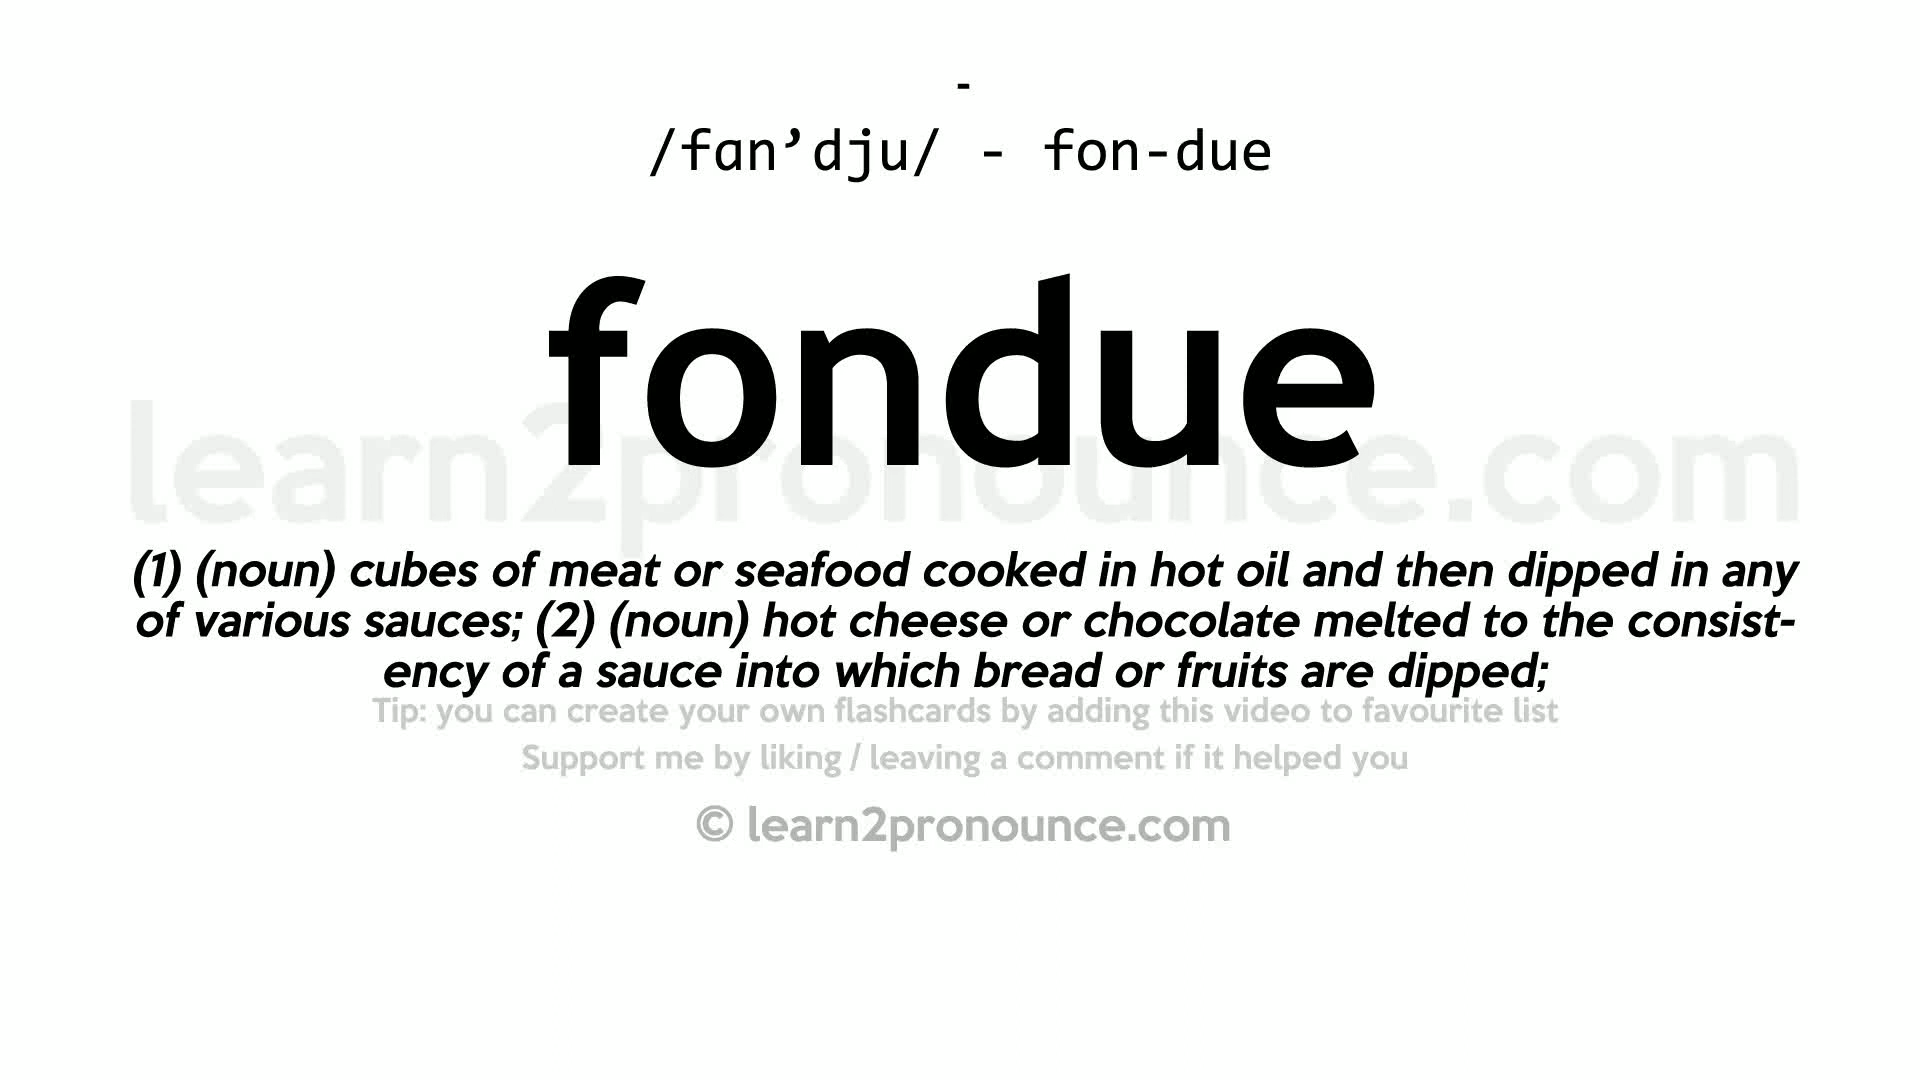 -
/fɑn’dju/ - fon-due
fondue
learn2pronounce.com
(1) (noun) cubes of meat or seafood cooked in hot oil and then dipped in any
of various sauces; (2) (noun) hot cheese or chocolate melted to the consist-
ency of a sauce into which bread or fruits are dipped;
Tip: you can create your own flashcards by adding this video to favourite list
Support me by liking / leaving a comment if it helped you
© learn2pronounce.com